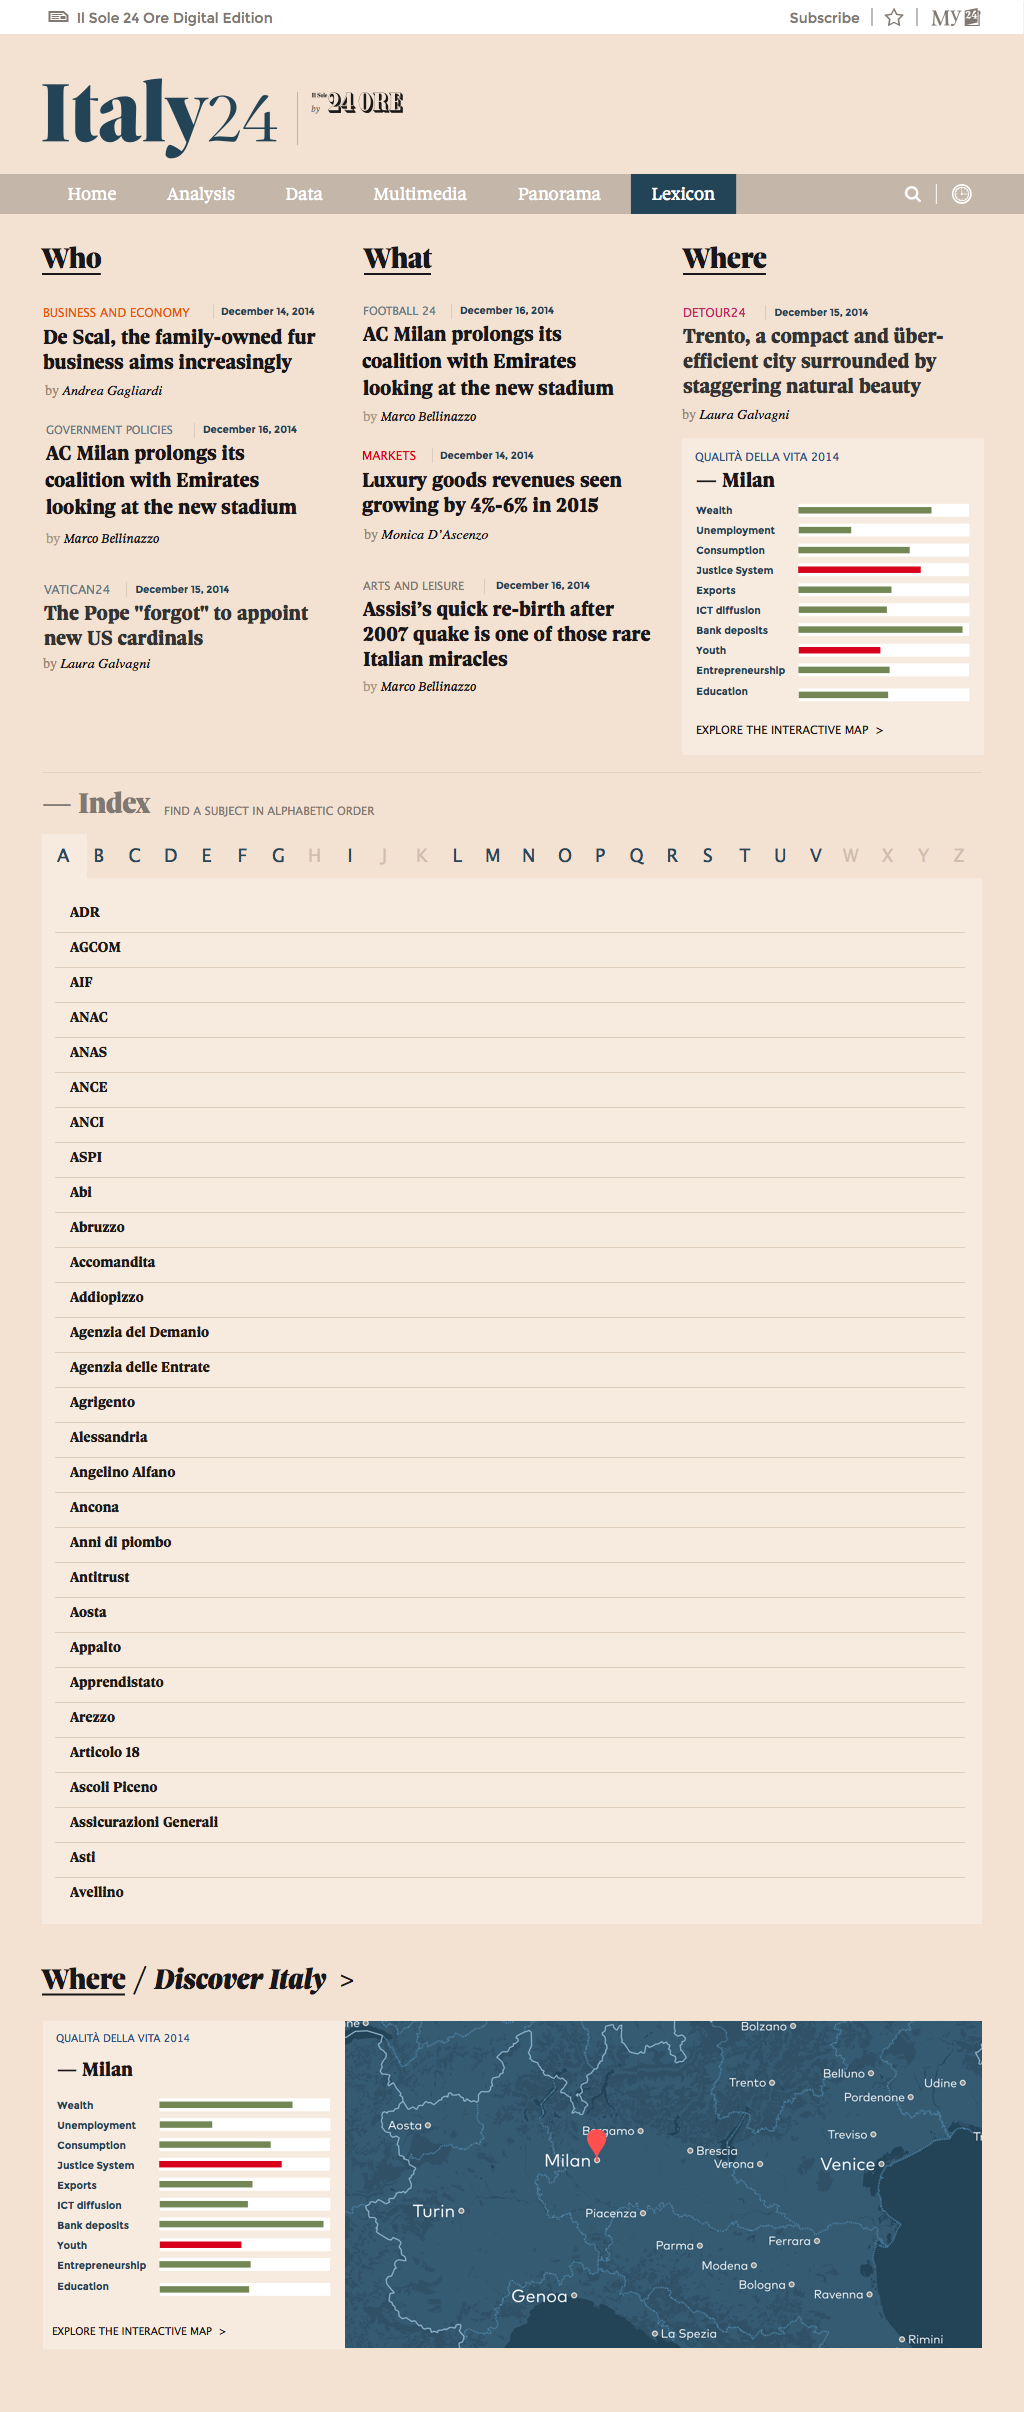 Il Sole 24 Ore Digital Edition
Subscribe
MY 24
Italy24
by Il Sole 24 ORE
Home Analysis Data Multimedia Panorama Lexicon
Who
BUSINESS AND ECONOMY December 14, 2014
De Scal, the family-owned fur
business aims increasingly
by Andrea Gagliardi
GOVERNMENT POLICIES December 16, 2014
AC Milan prolongs its
coalition with Emirates
looking at the new stadium
by Marco Bellinazzo
VATICAN24 December 15, 2014
The Pope "forgot" to appoint
new US cardinals
by Laura Galvagni
What
FOOTBALL 24 December 16, 2014
AC Milan prolongs its
coalition with Emirates
looking at the new stadium
by Marco Bellinazzo
MARKETS December 14, 2014
Luxury goods revenues seen
growing by 4%-6% in 2015
by Monica D'Ascenzo
ARTS AND LEISURE December 16, 2014
Assisi's quick re-birth after
2007 quake is one of those rare
Italian miracles
by Marco Bellinazzo
Where
DETOUR24 December 15, 2014
Trento, a compact and über-
efficient city surrounded by
staggering natural beauty
by Laura Galvagni
QUALITÀ DELLA VITA 2014
— Milan
Wealth
Unemployment
Consumption
Justice System
Exports
ICT diffusion
Bank deposits
Youth
Entrepreneurship
Education
EXPLORE THE INTERACTIVE MAP >
— Index FIND A SUBJECT IN ALPHABETIC ORDER
A B C D E F G H I J K L M N O P Q R S T U V W X Y Z
ADR
AGCOM
AIF
ANAC
ANAS
ANCE
ANCI
ASPI
Abi
Abruzzo
Accomandita
Addiopizzo
Agenzia del Demanio
Agenzia delle Entrate
Agrigento
Alessandria
Angelino Alfano
Ancona
Anni di piombo
Antitrust
Aosta
Appalto
Apprendistato
Arezzo
Articolo 18
Ascoli Piceno
Assicurazioni Generali
Asti
Avellino
Where / Discover Italy >
QUALITÀ DELLA VITA 2014
— Milan
Wealth
Unemployment
Consumption
Justice System
Exports
ICT diffusion
Bank deposits
Youth
Entrepreneurship
Education
EXPLORE THE INTERACTIVE MAP >
ne
Bolzano
Trento
Belluno
Udine
Pordenone
Aosta
Bergamo
Treviso
Tr
Milan
Brescia
Verona
Venice
Turin
Piacenza
Parma
Ferrara
Modena
Bologna
Genoa
Ravenna
La Spezia
Rimini